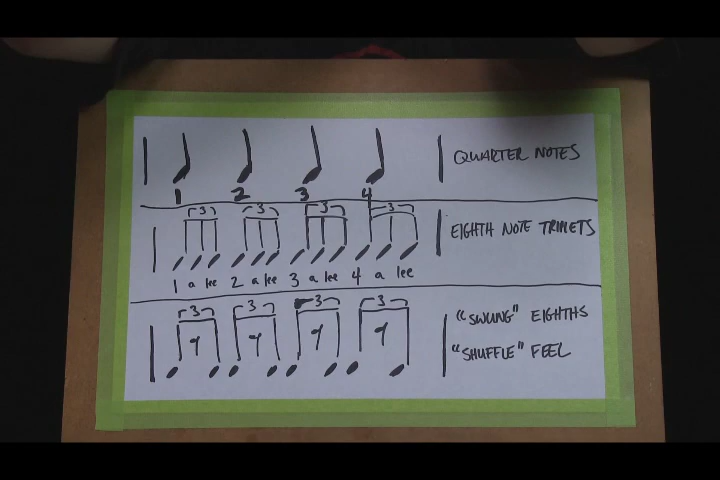 QUARTER NOTES
1 2 3 4
3 3 3 3
EIGHTH NOTE TRIPLETS
1 a lee 2 a lee 3 a lee 4 a lee
3 3 3 3
"SWUNG" EIGHTHS
"SHUFFLE" FEEL